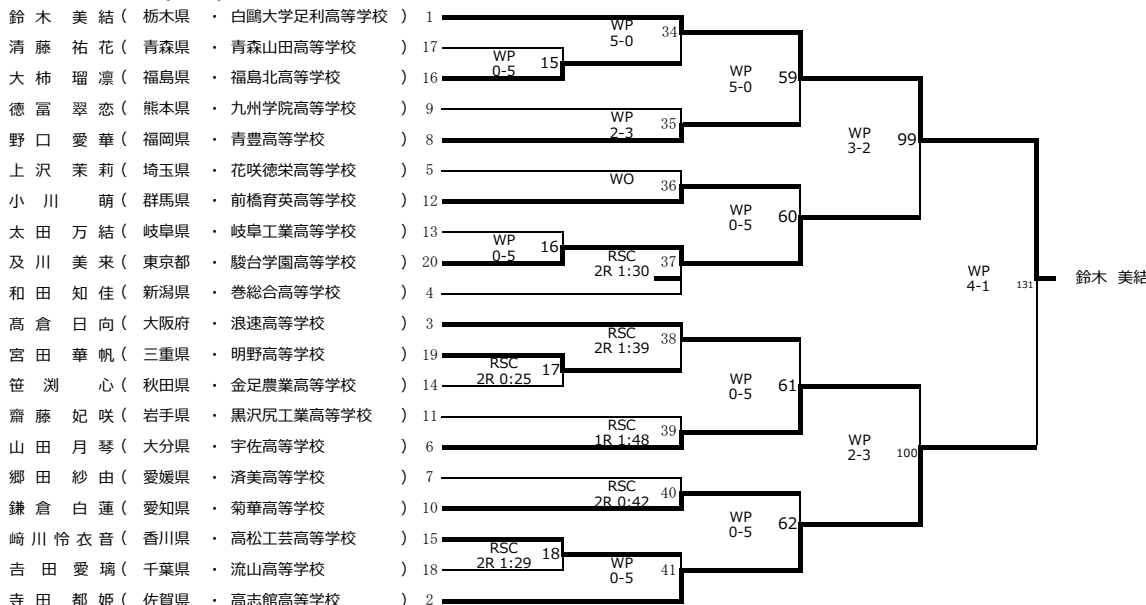 鈴 木 美 結 ( 栃木県 ・ 白鷗大学足利高等学校 ) 1
清 藤 祐 花 ( 青森県 ・ 青森山田高等学校 ) 17
大 柿 瑠 凛 ( 福島県 ・ 福島北高等学校 ) 16
德 冨 翠 恋 ( 熊本県 ・ 九州学院高等学校 ) 9
野 口 愛 華 ( 福岡県 ・ 青豊高等学校 ) 8
上 沢 茉 莉 ( 埼玉県 ・ 花咲徳栄高等学校 ) 5
小 川 萌 ( 群馬県 ・ 前橋育英高等学校 ) 12
太 田 万 結 ( 岐阜県 ・ 岐阜工業高等学校 ) 13
及 川 美 来 ( 東京都 ・ 駿台学園高等学校 ) 20
和 田 知 佳 ( 新潟県 ・ 巻総合高等学校 ) 4
髙 倉 日 向 ( 大阪府 ・ 浪速高等学校 ) 3
宮 田 華 帆 ( 三重県 ・ 明野高等学校 ) 19
笹 渕 心 ( 秋田県 ・ 金足農業高等学校 ) 14
齋 藤 妃 咲 ( 岩手県 ・ 黒沢尻工業高等学校 ) 11
山 田 月 琴 ( 大分県 ・ 宇佐高等学校 ) 6
郷 田 紗 由 ( 愛媛県 ・ 済美高等学校 ) 7
鎌 倉 白 蓮 ( 愛知県 ・ 菊華高等学校 ) 10
﨑 川 怜 衣 音 ( 香川県 ・ 高松工芸高等学校 ) 15
𠮷 田 愛 璃 ( 千葉県 ・ 流山高等学校 ) 18
寺 田 都 姫 ( 佐賀県 ・ 高志館高等学校 ) 2
WP
0-5
15
WP
0-5
16
RSC
2R 0:25
17
RSC
2R 1:29
18
WP
5-0
34
WP
2-3
35
WO
36
RSC
2R 1:30
37
RSC
2R 1:39
38
RSC
1R 1:48
39
RSC
2R 0:42
40
WP
0-5
41
WP
5-0
59
WP
0-5
60
WP
0-5
61
WP
0-5
62
WP
3-2
99
WP
2-3
100
WP
4-1
131
鈴木 美結